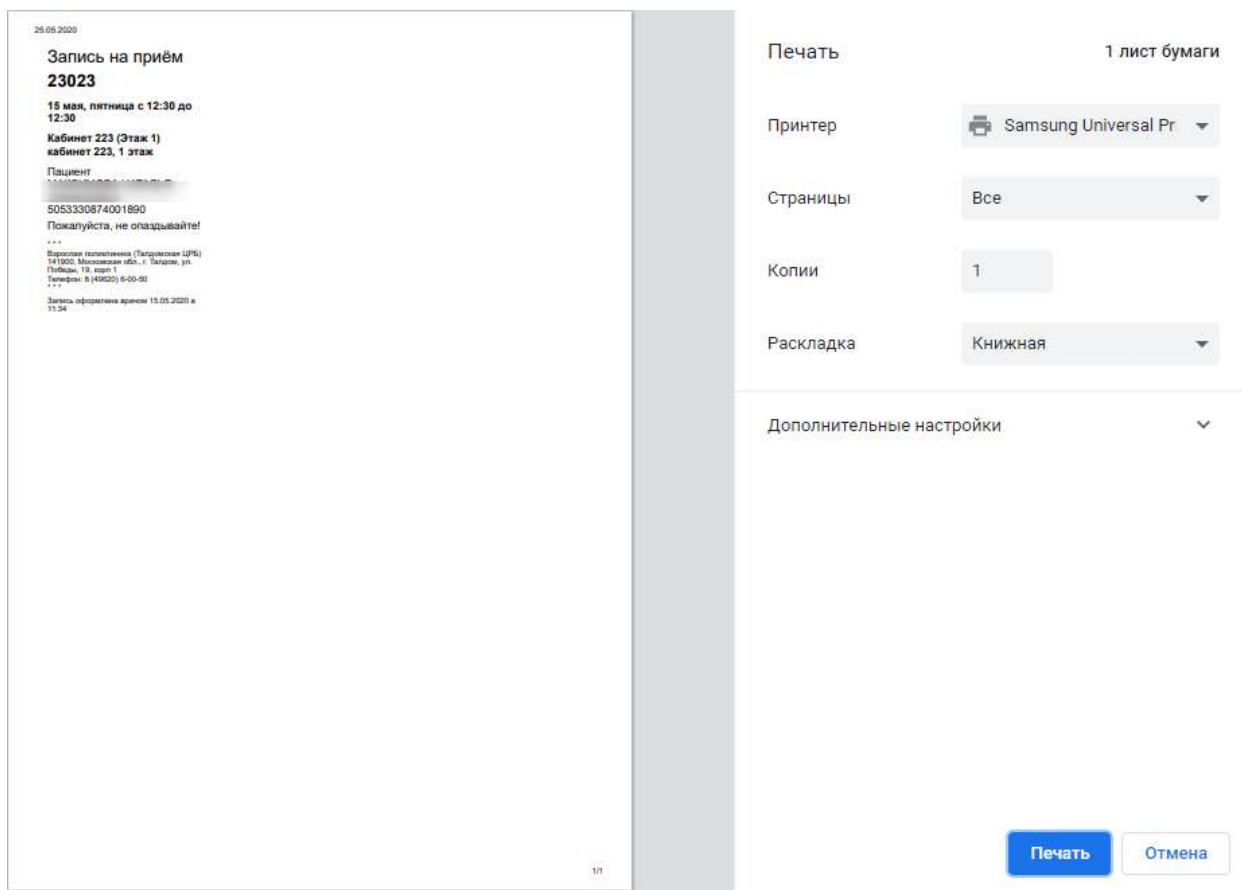 25.05.2020
Запись на приём
23023
15 мая, пятница с 12:30 до
12:30
Кабинет 223 (Этаж 1)
кабинет 223, 1 этаж
Пациент
5053330874001890
Пожалуйста, не опаздывайте!
* * *
Взрослая поликлиника (Талдомская ЦРБ)
141900, Московская обл., г. Талдом, ул.
Победы, 19, корп 1
Телефон: 8 (49620) 6-00-50
* * *
Запись оформлена врачом 15.05.2020 в
11:34
1/1
Печать 1 лист бумаги
Принтер Samsung Universal Pr
Страницы Все
Копии 1
Раскладка Книжная
Дополнительные настройки
Печать Отмена